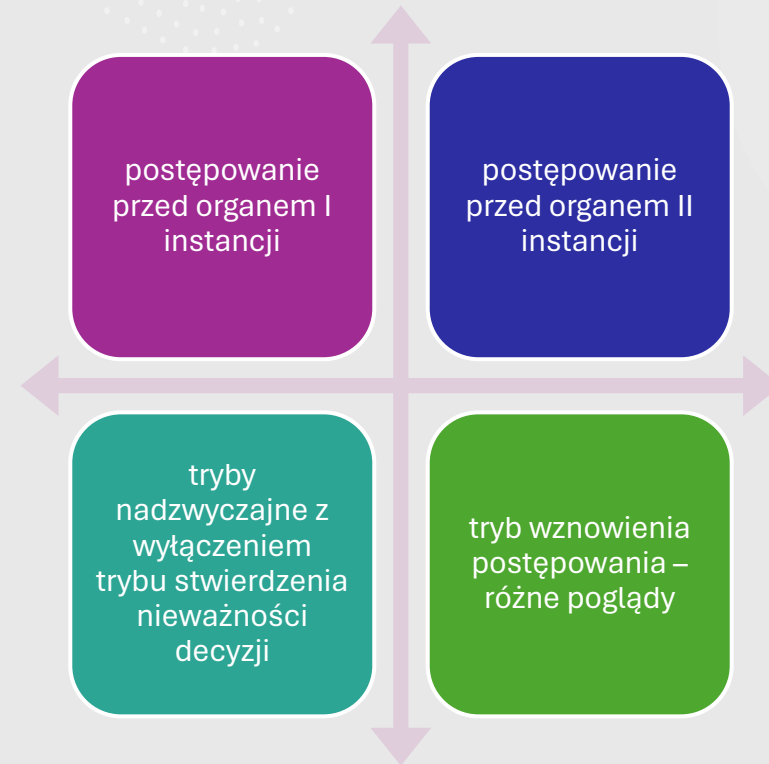 postępowanie
przed organem I
instancji
postępowanie
przed organem II
instancji
tryby
nadzwyczajne z
wyłączeniem
trybu stwierdzenia
nieważności
decyzji
tryb wznowienia
postępowania –
różne poglądy